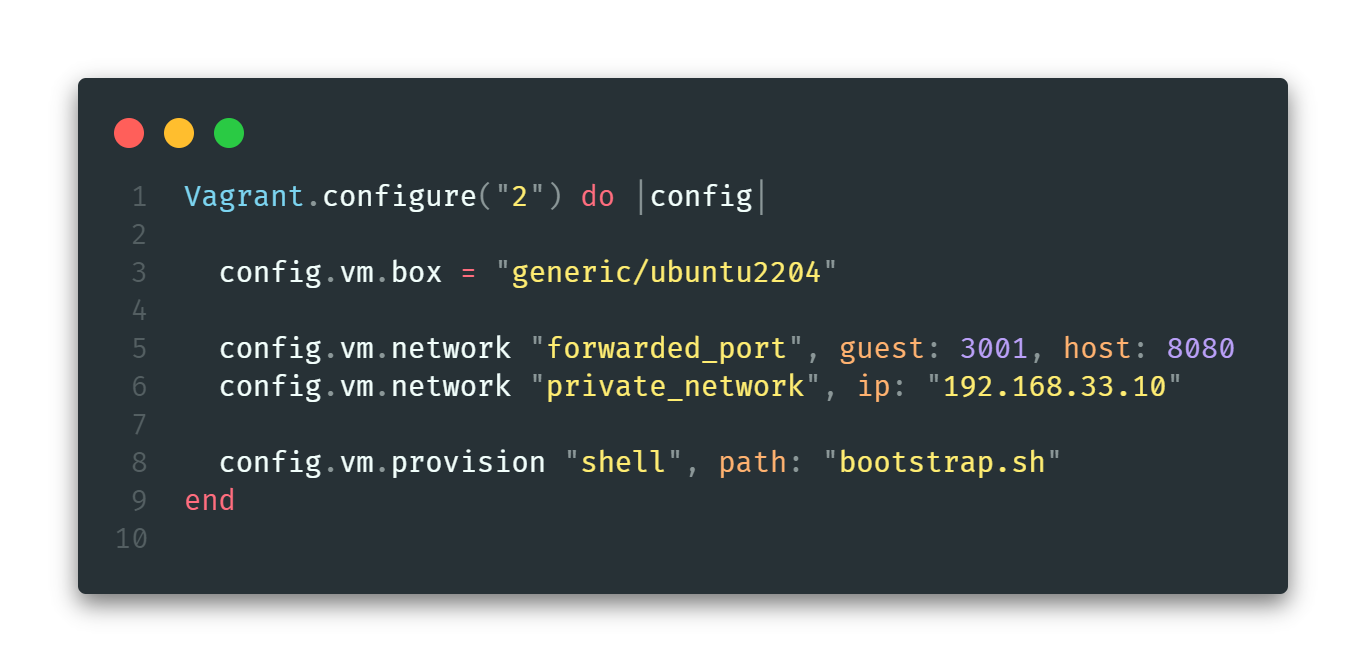 1 Vagrant.configure("2") do |config|
2
3   config.vm.box = "generic/ubuntu2204"
4
5   config.vm.network "forwarded_port", guest: 3001, host: 8080
6   config.vm.network "private_network", ip: "192.168.33.10"
7
8   config.vm.provision "shell", path: "bootstrap.sh"
9 end
10